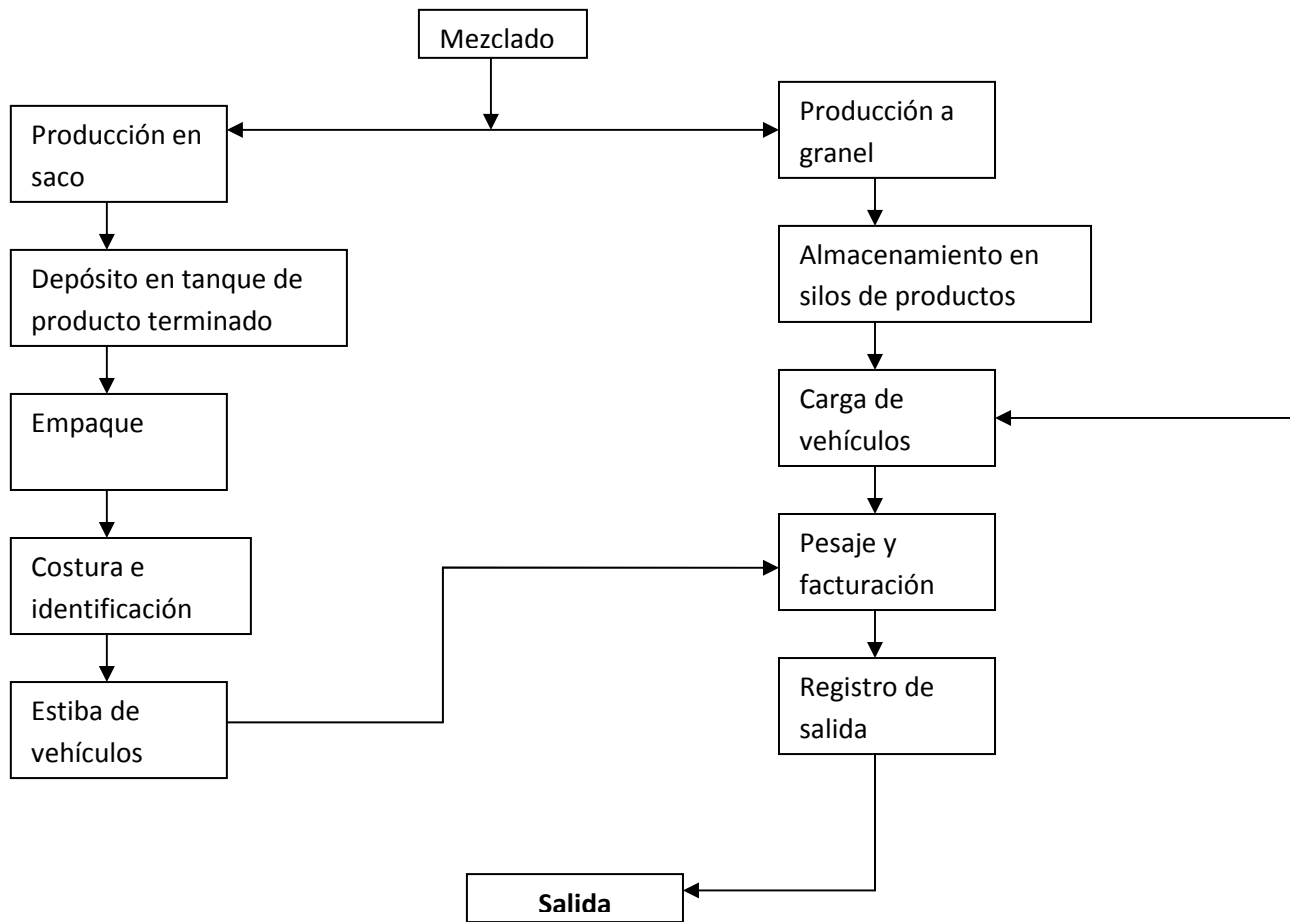 Mezclado
Producción en
saco
Producción a
granel
Depósito en tanque de
producto terminado
Almacenamiento en
silos de productos
Empaque
Carga de
vehículos
Costura e
identificación
Pesaje y
facturación
Estiba de
vehículos
Registro de
salida
Salida